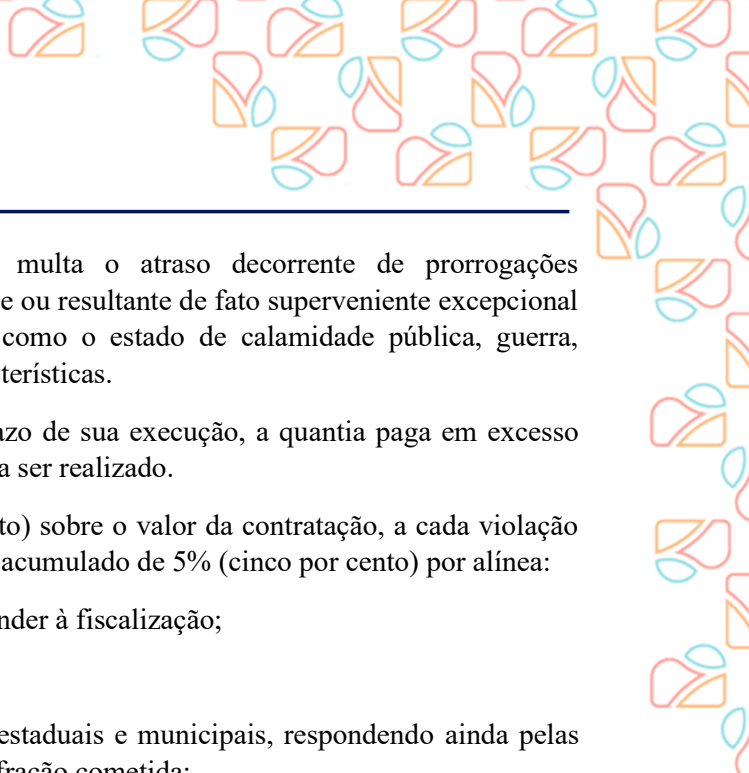 multa o atraso decorrente de prorrogações
e ou resultante de fato superveniente excepcional
como o estado de calamidade pública, guerra,
terísticas.
azo de sua execução, a quantia paga em excesso
a ser realizado.
to) sobre o valor da contratação, a cada violação
acumulado de 5% (cinco por cento) por alínea:
nder à fiscalização;
estaduais e municipais, respondendo ainda pelas
fração cometida;